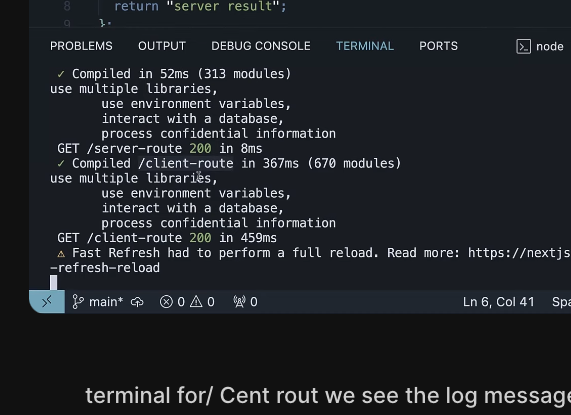 8 return "server result";
9 };
PROBLEMS OUTPUT DEBUG CONSOLE TERMINAL PORTS node
✓ Compiled in 52ms (313 modules)
use multiple libraries,
use environment variables,
interact with a database,
process confidential information
GET /server-route 200 in 8ms
✓ Compiled /client-route in 367ms (670 modules)
use multiple libraries,
use environment variables,
interact with a database,
process confidential information
GET /client-route 200 in 459ms
⚠ Fast Refresh had to perform a full reload. Read more: https://nextjs
-refresh-reload
main* 0 0 0 Ln 6, Col 41 Spa
terminal for/ Cent rout we see the log message